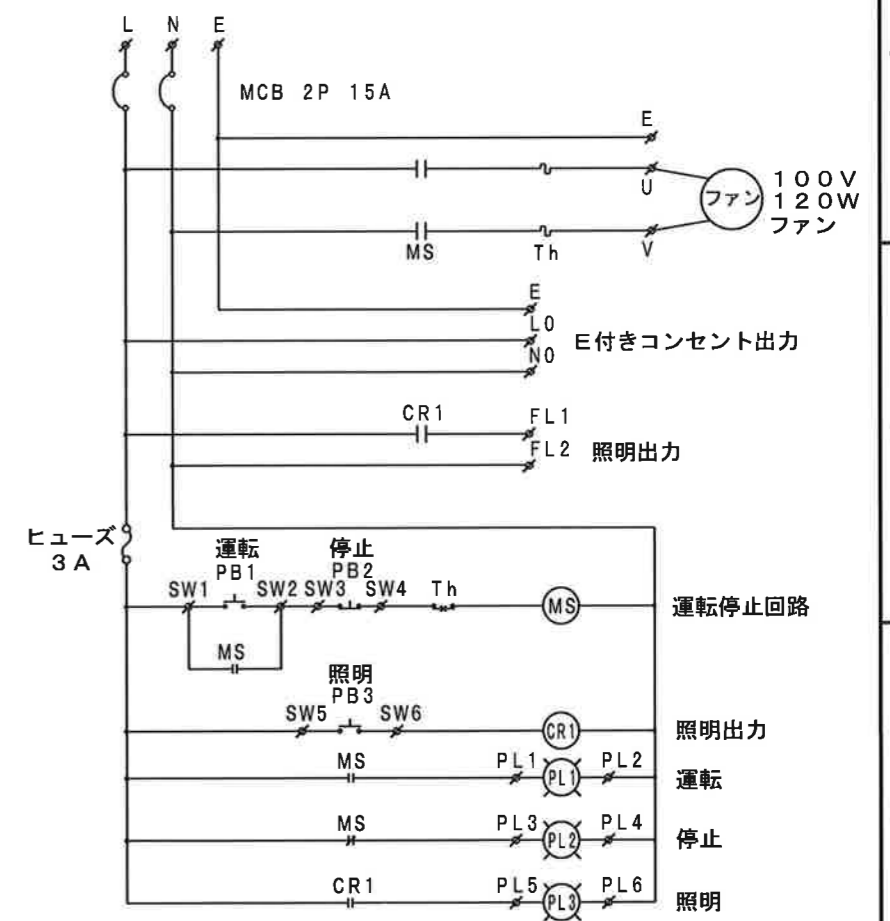 L N E
MCB 2P 15A
E
U
ファン
100V
120W
ファン
MS Th V
E
L0
N0
E付きコンセント出力
CR1 FL1
FL2 照明出力
ヒューズ
3A
運転 停止
PB1 PB2
SW1 SW2 SW3 SW4 Th
MS
運転停止回路
MS
照明
PB3
SW5 SW6
CR1
照明出力
MS PL1 PL1 PL2
運転
MS PL3 PL2 PL4
停止
CR1 PL5 PL3 PL6
照明